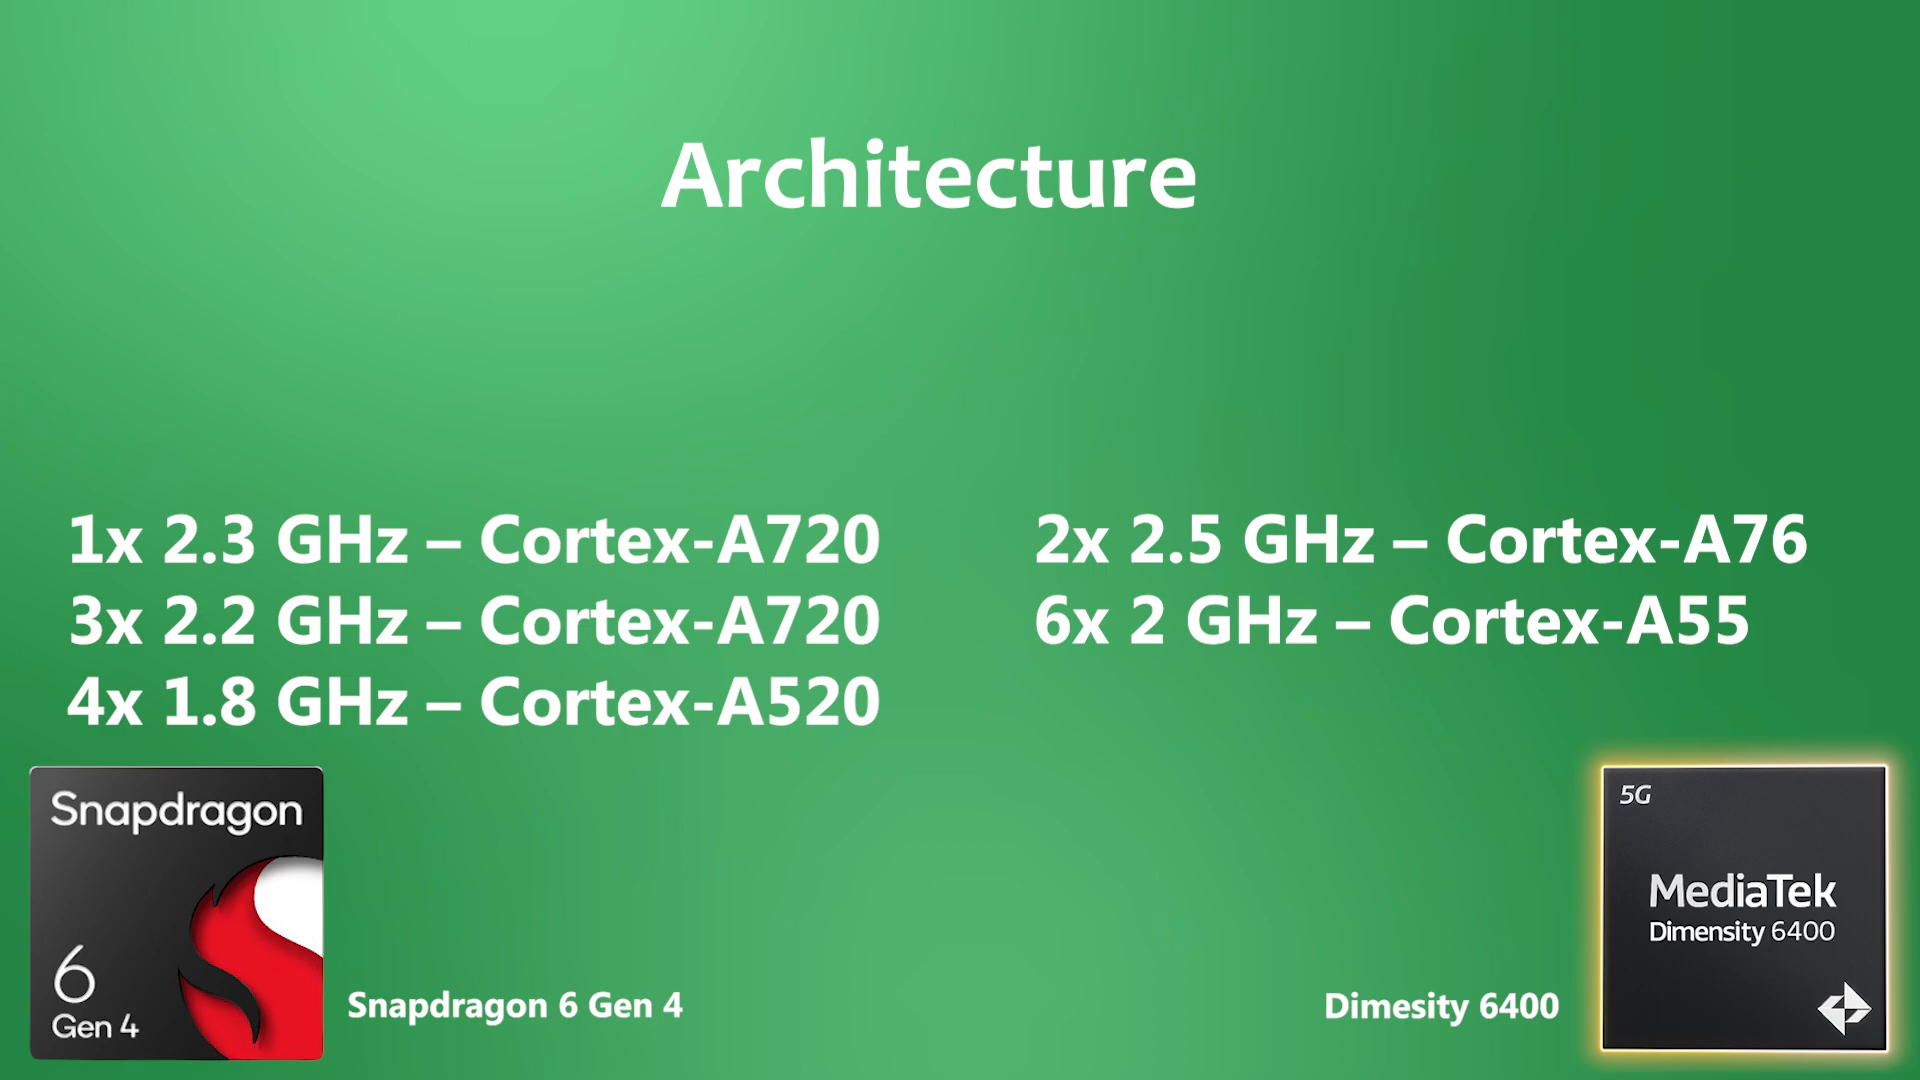 Architecture
1x 2.3 GHz – Cortex-A720
3x 2.2 GHz – Cortex-A720
4x 1.8 GHz – Cortex-A520
2x 2.5 GHz – Cortex-A76
6x 2 GHz – Cortex-A55
Snapdragon
6
Gen 4
Snapdragon 6 Gen 4
Dimesity 6400
5G
MediaTek
Dimensity 6400